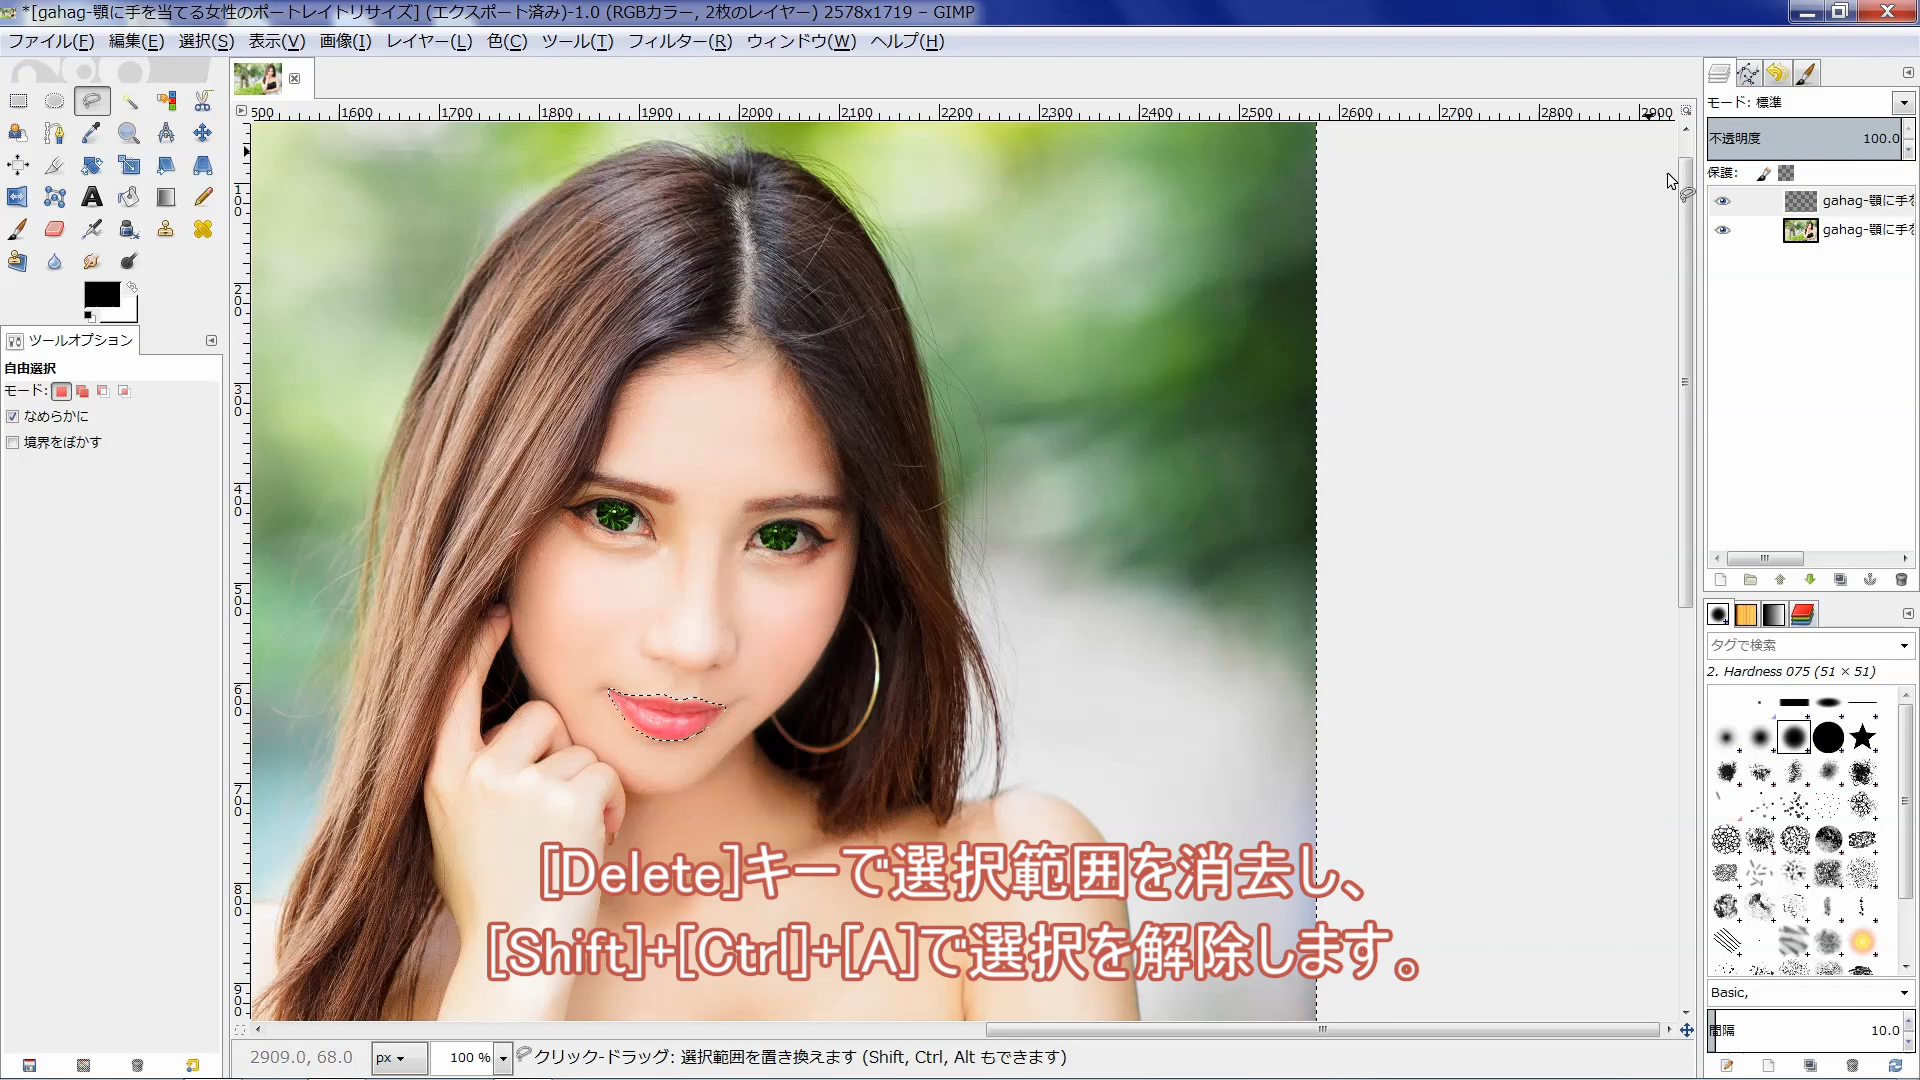 *[gahag-顎に手を当てる女性のポートレイトリサイズ] (エクスポート済み)-1.0 (RGBカラー, 2枚のレイヤー) 2578x1719 – GIMP
ファイル(F) 編集(E) 選択(S) 表示(V) 画像(I) レイヤー(L) 色(C) ツール(T) フィルター(R) ウィンドウ(W) ヘルプ(H)
500 1600 1700 1800 1900 2000 2100 2200 2300 2400 2500 2600 2700 2800 2900
100
200
300
400
500
600
700
800
900
ツールオプション
自由選択
モード:
なめらかに
境界をぼかす
モード: 標準
不透明度 100.0
保護:
gahag-顎に手を
gahag-顎に手を
タグで検索
2. Hardness 075 (51 × 51)
Basic,
間隔 10.0
[Delete]キーで選択範囲を消去し、
[Shift]+[Ctrl]+[A]で選択を解除します。
2909.0, 68.0 px 100 % クリック-ドラッグ: 選択範囲を置き換えます (Shift, Ctrl, Alt もできます)